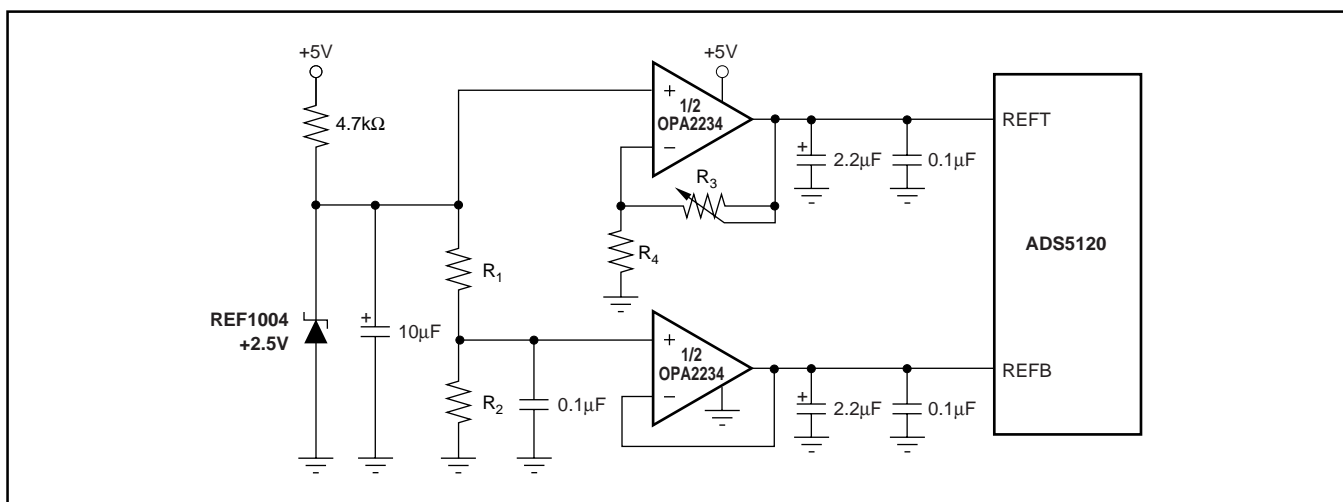 +5V
4.7kΩ
REF1004
+2.5V
+
10µF
R1
R2
0.1µF
+5V
+
1/2
OPA2234
–
R3
R4
+
2.2µF
0.1µF
+
1/2
OPA2234
–
+
2.2µF
0.1µF
REFT
ADS5120
REFB